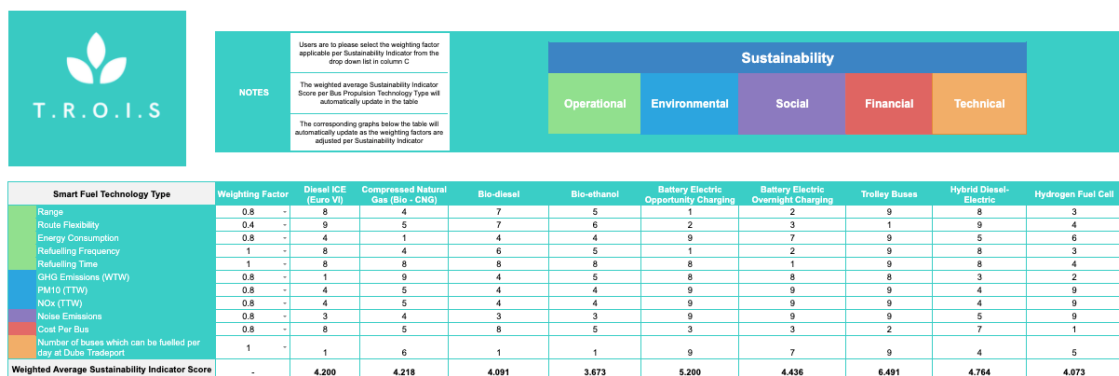 T.R.O.I.S
NOTES
Users are to please select the weighting factor
applicable per Sustainability Indicator from the
drop down list in column C
The weighted average Sustainability Indicator
Score per Bus Propulsion Technology Type will
automatically update in the table
The corresponding graphs below the table will
automatically update as the weighting factors are
adjusted per Sustainability Indicator
Sustainability
Operational Environmental Social Financial Technical
Smart Fuel Technology Type Weighting Factor Diesel ICE (Euro VI) Compressed Natural Gas (Bio - CNG) Bio-diesel Bio-ethanol Battery Electric Opportunity Charging Battery Electric Overnight Charging Trolley Buses Hybrid Diesel-Electric Hydrogen Fuel Cell
Range 0.8 - 8 4 7 5 1 2 9 8 3
Route Flexibility 0.4 - 9 5 7 6 2 3 1 9 4
Energy Consumption 0.8 - 4 1 4 4 9 7 9 5 6
Refuelling Frequency 1 - 8 4 6 5 1 2 9 8 3
Refuelling Time 1 - 8 8 8 8 8 1 9 8 4
GHG Emissions (WTW) 0.8 - 1 9 4 5 8 8 8 3 2
PM10 (TTW) 0.8 - 4 5 4 4 9 9 9 4 9
NOx (TTW) 0.8 - 4 5 4 4 9 9 9 4 9
Noise Emissions 0.8 - 3 4 3 3 9 9 9 5 9
Cost Per Bus 0.8 - 8 5 8 5 3 3 2 7 1
Number of buses which can be fuelled per
day at Dube Tradeport 1 - 1 6 1 1 9 7 9 4 5
Weighted Average Sustainability Indicator Score - 4.200 4.218 4.091 3.673 5.200 4.436 6.491 4.764 4.073